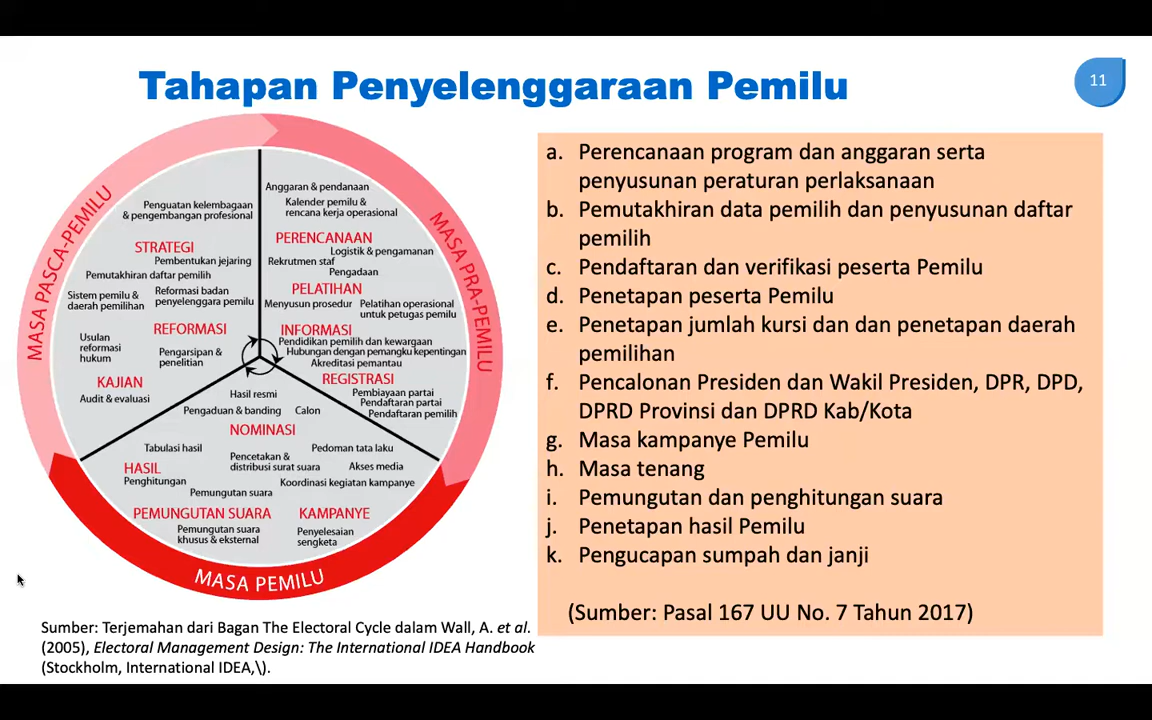 Tahapan Penyelenggaraan Pemilu
11
MASA PASCA-PEMILU
MASA PRA-PEMILU
MASA PEMILU
Penguatan kelembagaan
& pengembangan profesional
STRATEGI
Pembentukan jejaring
Pemutakhiran daftar pemilih
Sistem pemilu &
daerah pemilihan
Reformasi badan
penyelenggara pemilu
REFORMASI
Usulan
reformasi
hukum
Pengarsipan &
penelitian
KAJIAN
Audit & evaluasi
Anggaran & pendanaan
Kalender pemilu &
rencana kerja operasional
PERENCANAAN
Logistik & pengamanan
Rekrutmen staf
Pengadaan
PELATIHAN
Menyusun prosedur
Pelatihan operasional
untuk petugas pemilu
INFORMASI
Pendidikan pemilih dan kewargaan
Hubungan dengan pemangku kepentingan
Akreditasi pemantau
REGISTRASI
Pembiayaan partai
Pendaftaran partai
Pendaftaran pemilih
Hasil resmi
Pengaduan & banding
Calon
NOMINASI
Tabulasi hasil
Pedoman tata laku
Pencetakan &
distribusi surat suara
Akses media
HASIL
Penghitungan
Koordinasi kegiatan kampanye
Pemungutan suara
PEMUNGUTAN SUARA
KAMPANYE
Pemungutan suara
khusus & eksternal
Penyelesaian
sengketa
Sumber: Terjemahan dari Bagan The Electoral Cycle dalam Wall, A. et al.
(2005), Electoral Management Design: The International IDEA Handbook
(Stockholm, International IDEA,\).
a. Perencanaan program dan anggaran serta
penyusunan peraturan perlaksanaan
b. Pemutakhiran data pemilih dan penyusunan daftar
pemilih
c. Pendaftaran dan verifikasi peserta Pemilu
d. Penetapan peserta Pemilu
e. Penetapan jumlah kursi dan dan penetapan daerah
pemilihan
f. Pencalonan Presiden dan Wakil Presiden, DPR, DPD,
DPRD Provinsi dan DPRD Kab/Kota
g. Masa kampanye Pemilu
h. Masa tenang
i. Pemungutan dan penghitungan suara
j. Penetapan hasil Pemilu
k. Pengucapan sumpah dan janji
(Sumber: Pasal 167 UU No. 7 Tahun 2017)